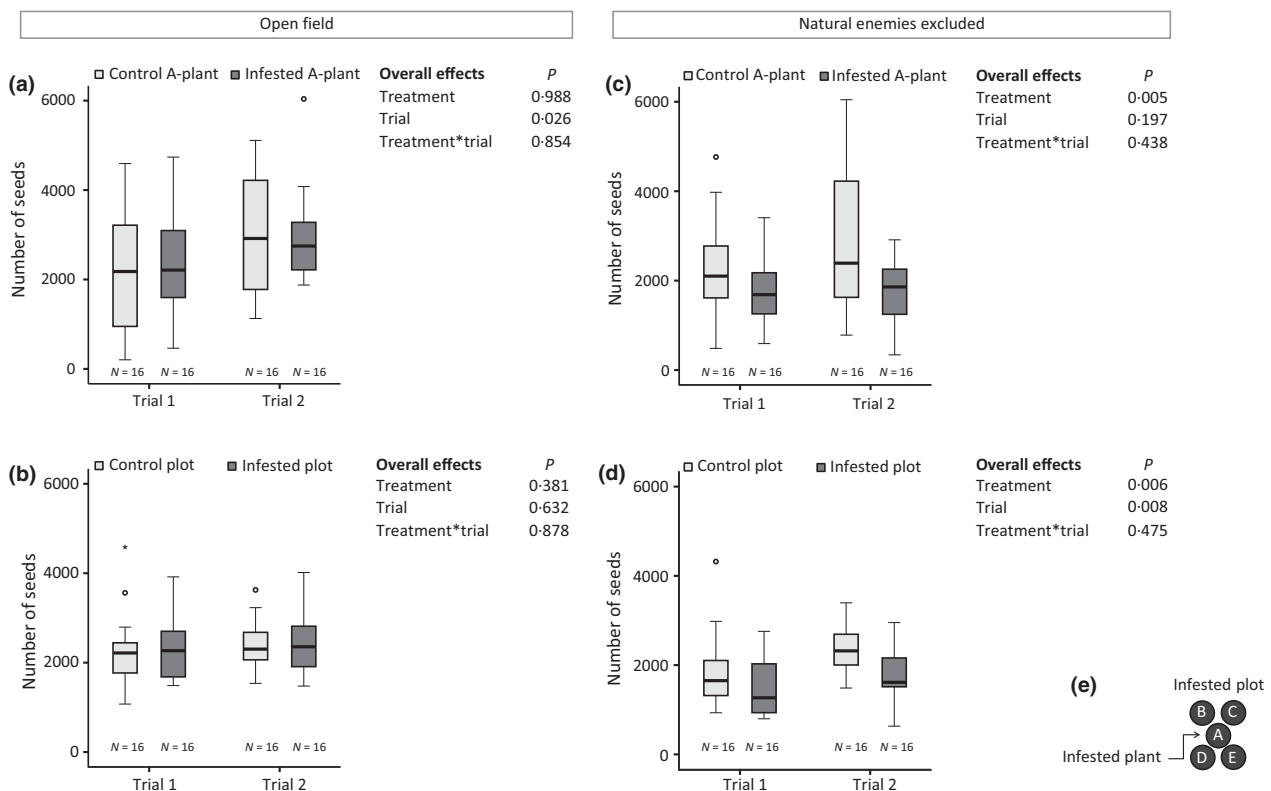 Open field
Natural enemies excluded
(a)
Control A-plant Infested A-plant
Overall effects P
Treatment 0·988
Trial 0·026
Treatment*trial 0·854
Number of seeds
6000
4000
2000
0
N = 16 N = 16 N = 16 N = 16
Trial 1 Trial 2
(c)
Control A-plant Infested A-plant
Overall effects P
Treatment 0·005
Trial 0·197
Treatment*trial 0·438
Number of seeds
6000
4000
2000
0
N = 16 N = 16 N = 16 N = 16
Trial 1 Trial 2
(b)
Control plot Infested plot
Overall effects P
Treatment 0·381
Trial 0·632
Treatment*trial 0·878
Number of seeds
6000
4000
2000
0
N = 16 N = 16 N = 16 N = 16
Trial 1 Trial 2
(d)
Control plot Infested plot
Overall effects P
Treatment 0·006
Trial 0·008
Treatment*trial 0·475
Number of seeds
6000
4000
2000
0
N = 16 N = 16 N = 16 N = 16
Trial 1 Trial 2
(e)
Infested plot
B C
A
Infested plant
D E